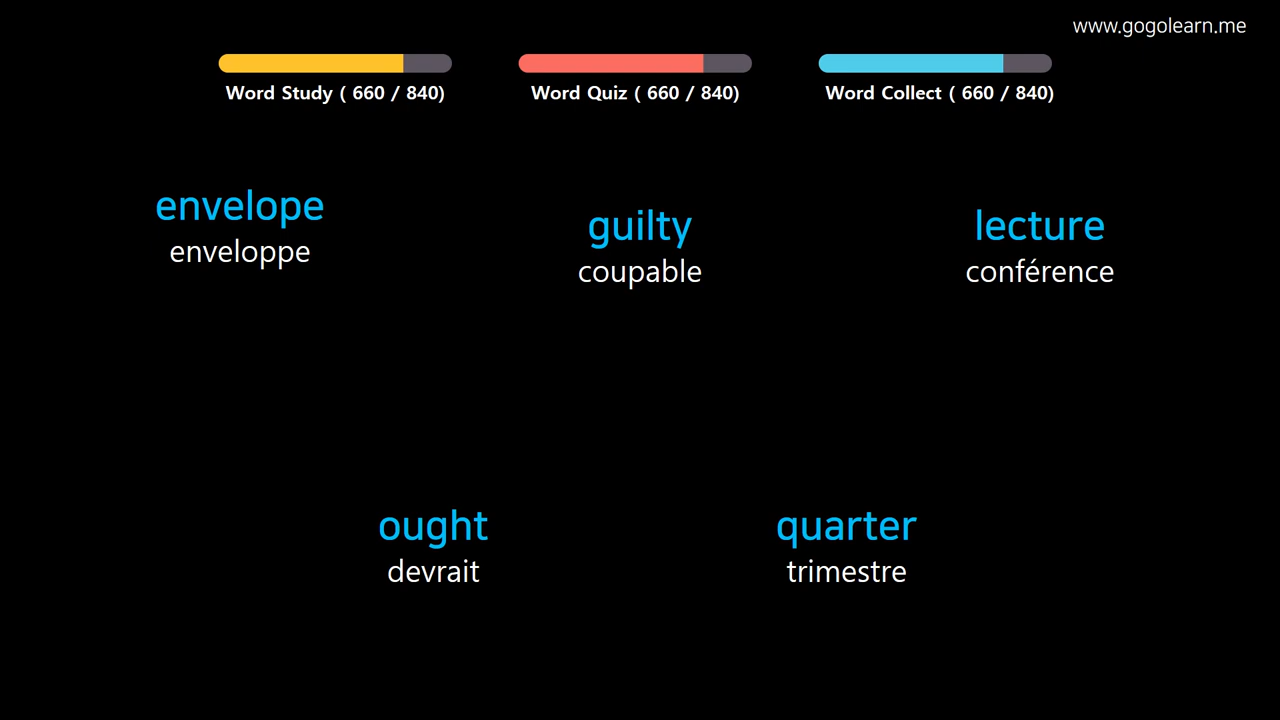 www.gogolearn.me
Word Study ( 660 / 840)
Word Quiz ( 660 / 840)
Word Collect ( 660 / 840)
envelope
enveloppe
guilty
coupable
lecture
conférence
ought
devrait
quarter
trimestre